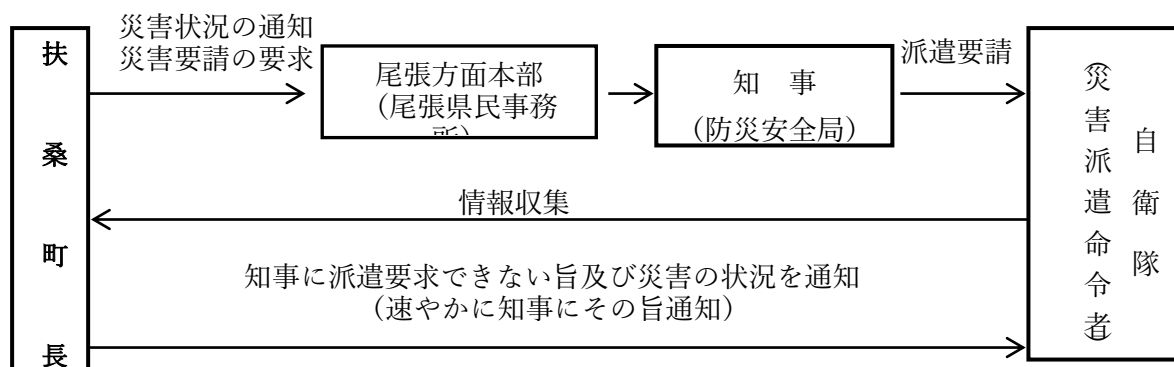 扶桑町長
災害状況の通知
災害要請の要求
尾張方面本部
（尾張県民事務
所）
知　事
（防災安全局）
派遣要請
自衛隊
（災害派遣命令者）
情報収集
知事に派遣要求できない旨及び災害の状況を通知
（速やかに知事にその旨通知）